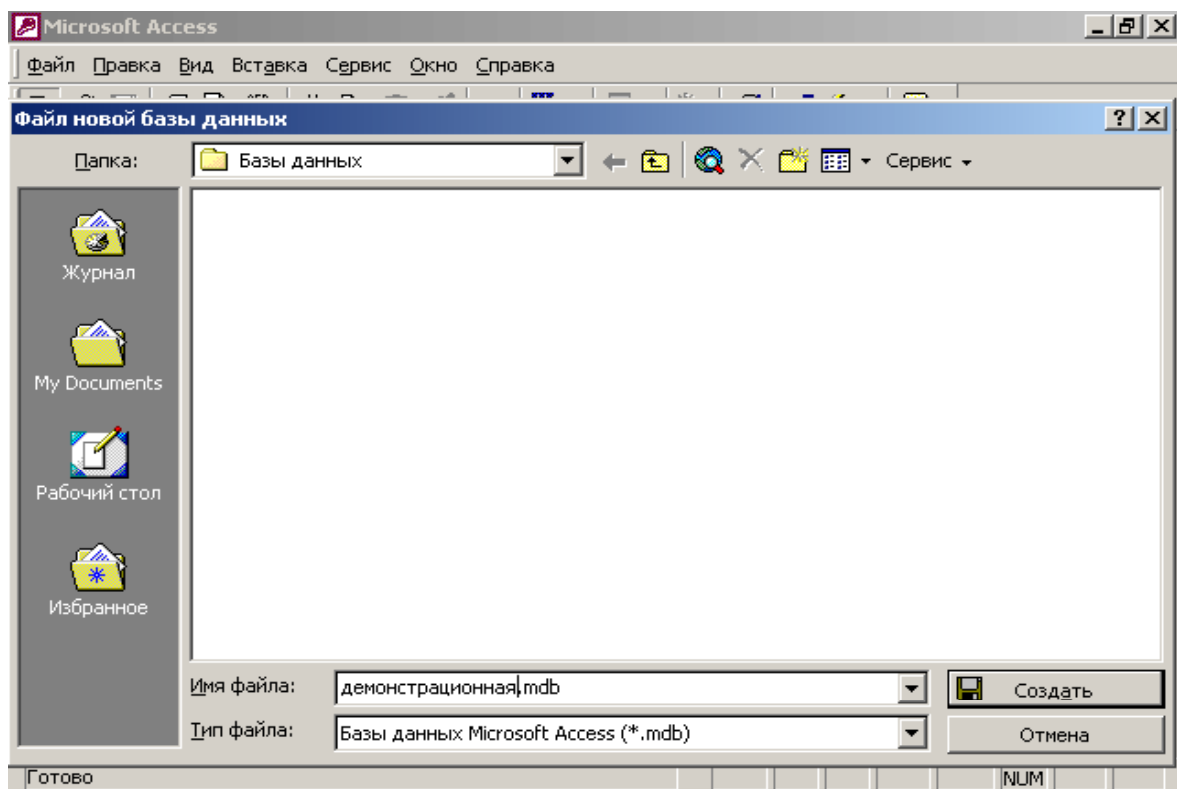 Microsoft Access
Файл Правка Вид Вставка Сервис Окно Справка
Файл новой базы данных
Папка: Базы данных Сервис
Журнал
My Documents
Рабочий стол
Избранное
Имя файла: демонстрационная.mdb Создать
Тип файла: Базы данных Microsoft Access (*.mdb) Отмена
Готово NUM